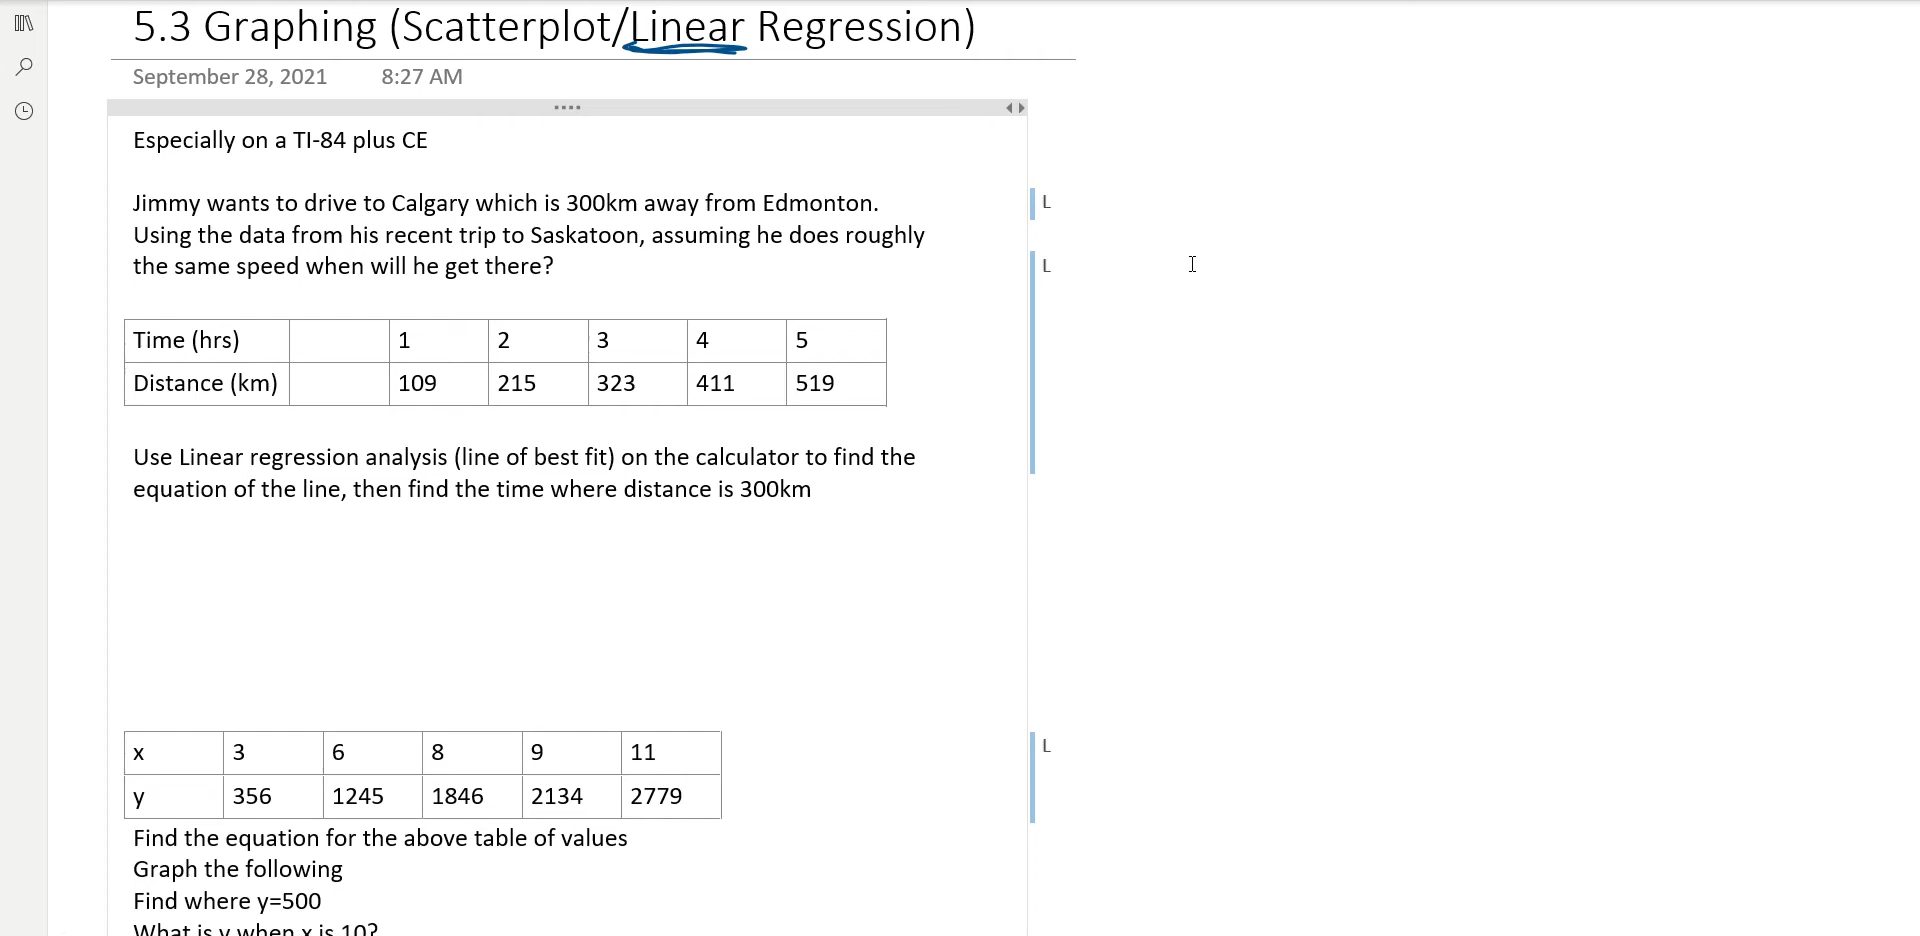 5.3 Graphing (Scatterplot/Linear Regression)
September 28, 2021 8:27 AM
Especially on a TI-84 plus CE
Jimmy wants to drive to Calgary which is 300km away from Edmonton.
Using the data from his recent trip to Saskatoon, assuming he does roughly
the same speed when will he get there?
L
L
Time (hrs) 1 2 3 4 5
Distance (km) 109 215 323 411 519
Use Linear regression analysis (line of best fit) on the calculator to find the
equation of the line, then find the time where distance is 300km
x 3 6 8 9 11
L
y 356 1245 1846 2134 2779
Find the equation for the above table of values
Graph the following
Find where y=500
What is y when x is 10?